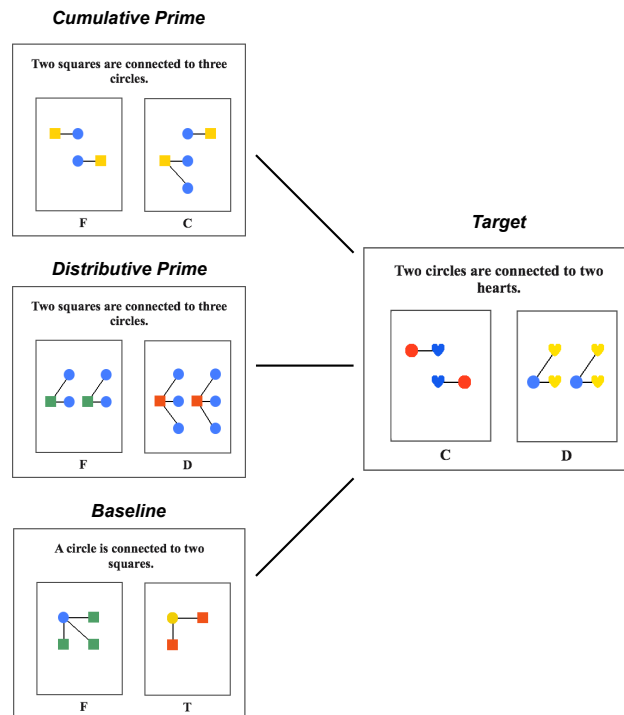 Cumulative Prime
Two squares are connected to three
circles.
F
C
Distributive Prime
Two squares are connected to three
circles.
F
D
Baseline
A circle is connected to two
squares.
F
T
Target
Two circles are connected to two
hearts.
C
D